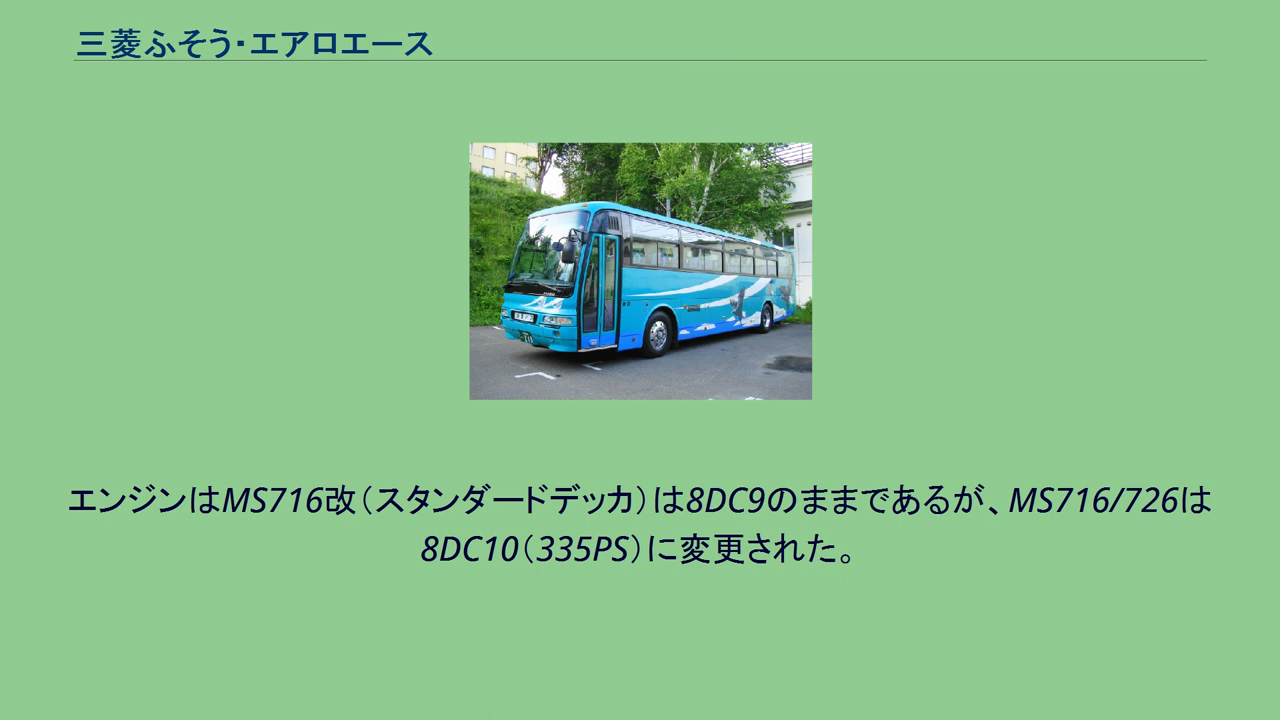 三菱ふそう・エアロエース
エンジンはMS716改（スタンダードデッカ）は8DC9のままであるが、MS716/726は
8DC10（335PS）に変更された。